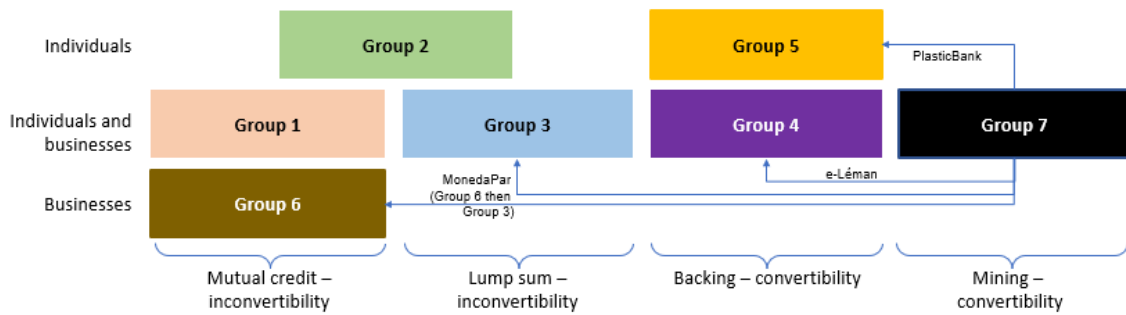 Individuals
Group 2
Group 5
PlasticBank
Individuals and
businesses
Group 1
Group 3
Group 4
Group 7
MonedaPar
(Group 6 then
Group 3)
e-Léman
Businesses
Group 6
Mutual credit –
inconvertibility
Lump sum –
inconvertibility
Backing – convertibility
Mining –
convertibility